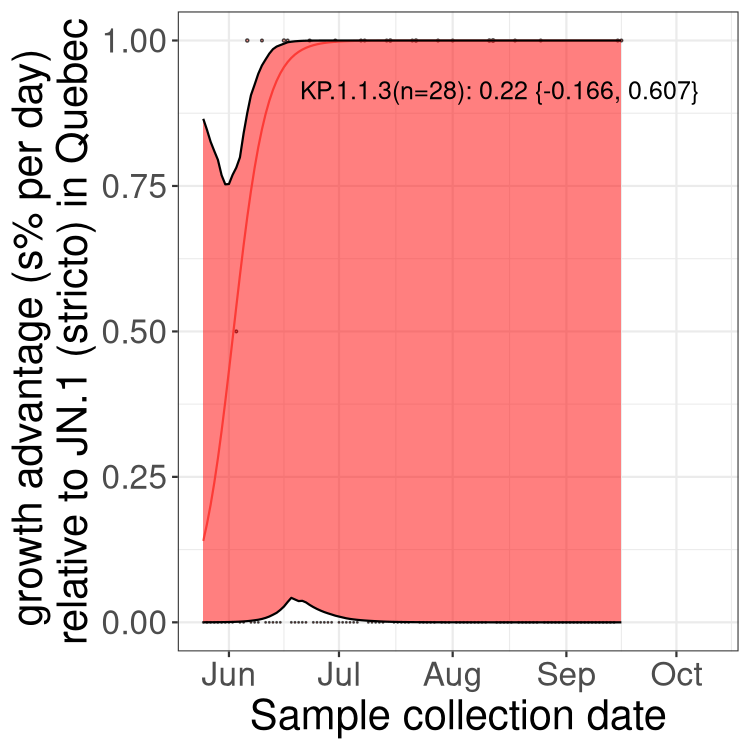 growth advantage (s% per day)
relative to JN.1 (stricto) in Quebec
1.00
0.75
0.50
0.25
0.00
KP.1.1.3(n=28): 0.22 {-0.166, 0.607}
Jun Jul Aug Sep Oct
Sample collection date